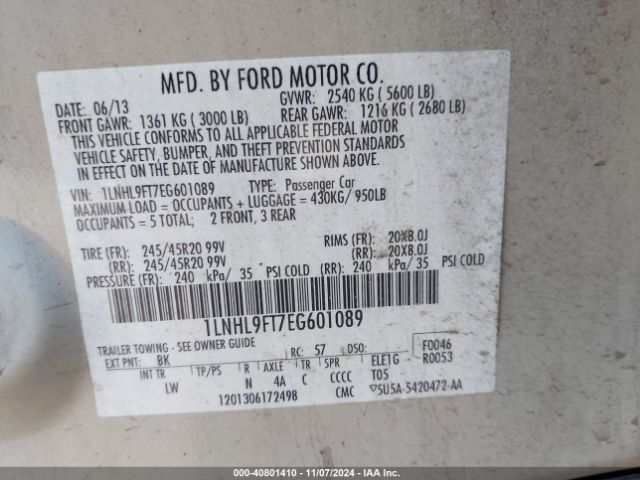 MFD. BY FORD MOTOR CO.
DATE: 06/13 GVWR: 2540 KG ( 5600 LB)
FRONT GAWR: 1361 KG ( 3000 LB) REAR GAWR: 1216 KG ( 2680 LB)
THIS VEHICLE CONFORMS TO ALL APPLICABLE FEDERAL MOTOR
VEHICLE SAFETY, BUMPER, AND THEFT PREVENTION STANDARDS
IN EFFECT ON THE DATE OF MANUFACTURE SHOWN ABOVE.
VIN: 1LNHL9FT7EG601089 TYPE: Passenger Car
MAXIMUM LOAD = OCCUPANTS + LUGGAGE = 430KG/ 950LB
OCCUPANTS = 5 TOTAL; 2 FRONT, 3 REAR
TIRE (FR): 245/45R20 99V RIMS (FR): 20X8.0J
(RR): 245/45R20 99V (RR): 20X8.0J
PRESSURE (FR): 240 kPa/ 35 PSI COLD (RR): 240 kPa/ 35 PSI COLD
1LNHL9FT7EG601089
TRAILER TOWING - SEE OWNER GUIDE F0046
EXT PNT: BK RC: 57 DSO: R0053
INT TR TP/PS R AXLE TR SPR ELE1G
LW N 4A C CCCC T05
1201306172498 CMC 5U5A-5420472-AA
000-40801410 - 11/07/2024 - IAA Inc.